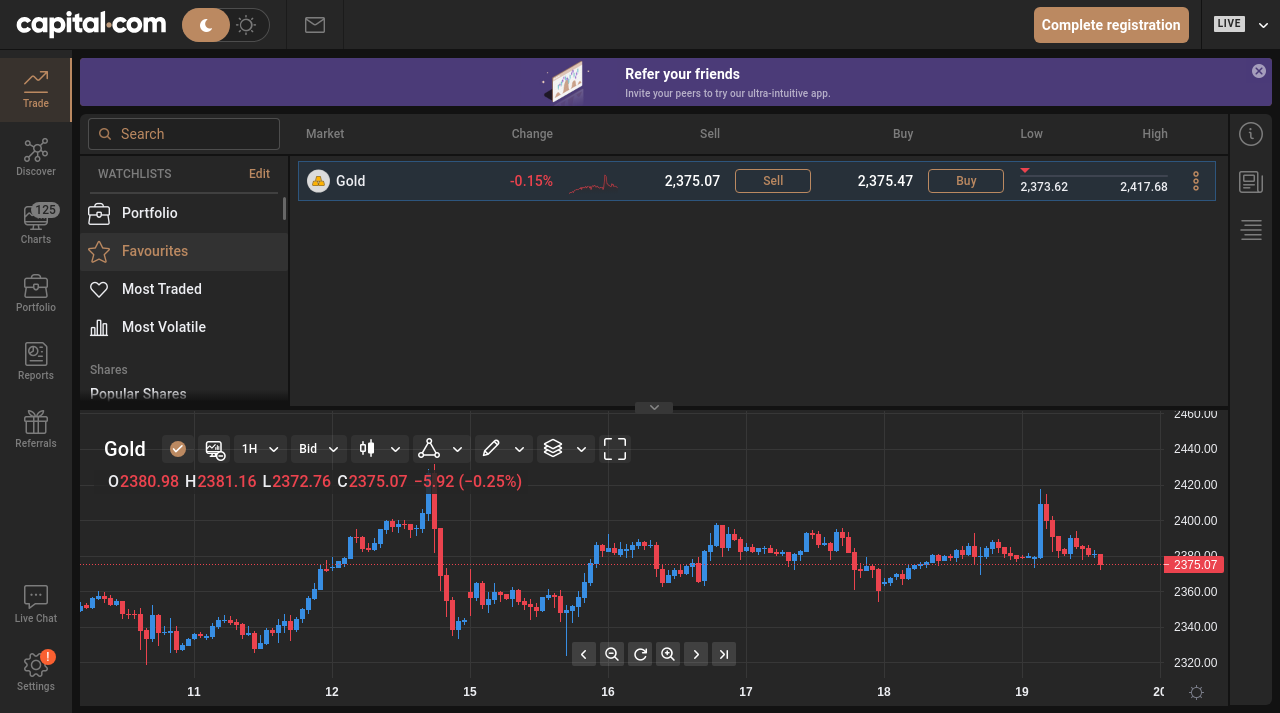 capital.com
Complete registration
LIVE
Trade
Discover
125
Charts
Portfolio
Reports
Referrals
Live Chat
!
Settings
Refer your friends
Invite your peers to try our ultra-intuitive app.
Search
WATCHLISTS Edit
Portfolio
Favourites
Most Traded
Most Volatile
Shares
Popular Shares
Market Change Sell Buy Low High
Gold -0.15% 2,375.07 Sell 2,375.47 Buy 2,373.62 2,417.68
Gold 1H Bid
O2380.98 H2381.16 L2372.76 C2375.07 −5.92 (−0.25%)
2460.00
2440.00
2420.00
2400.00
2380.00
2375.07
2360.00
2340.00
2320.00
11 12 15 16 17 18 19 20